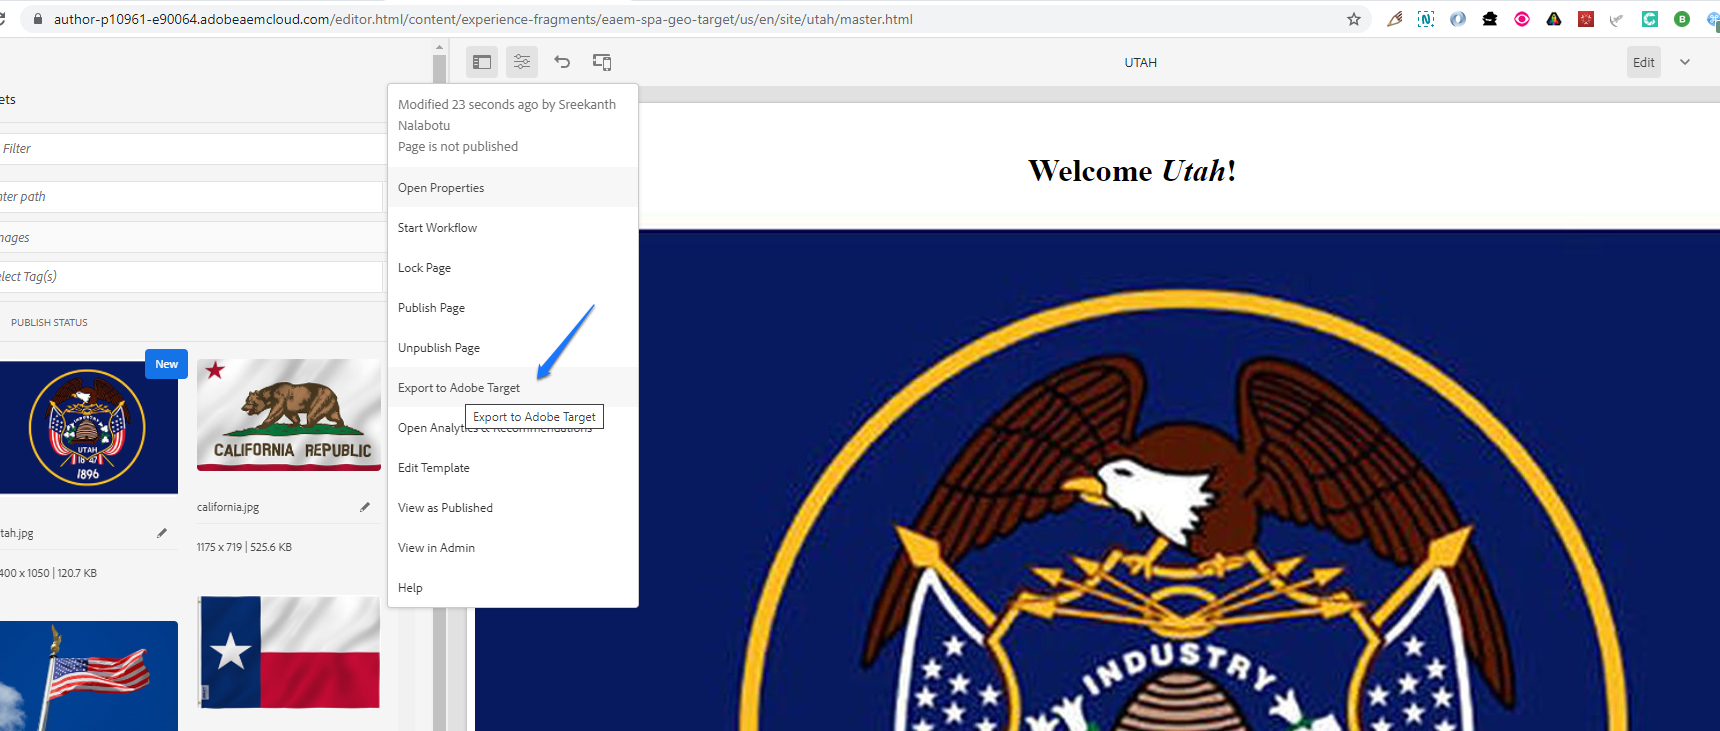 author-p10961-e90064.adobeaemcloud.com/editor.html/content/experience-fragments/eaem-spa-geo-target/us/en/site/utah/master.html
UTAH
Edit
ets
Filter
nter path
mages
elect Tag(s)
PUBLISH STATUS
New
INDUSTRY
UTAH
1847
1896
CALIFORNIA REPUBLIC
tah.jpg
400 x 1050 | 120.7 KB
california.jpg
1175 x 719 | 525.6 KB
Modified 23 seconds ago by Sreekanth
Nalabotu
Page is not published
Open Properties
Start Workflow
Lock Page
Publish Page
Unpublish Page
Export to Adobe Target
Export to Adobe Target
Open Analytics & Recommendations
Edit Template
View as Published
View in Admin
Help
Welcome Utah!
INDUSTRY